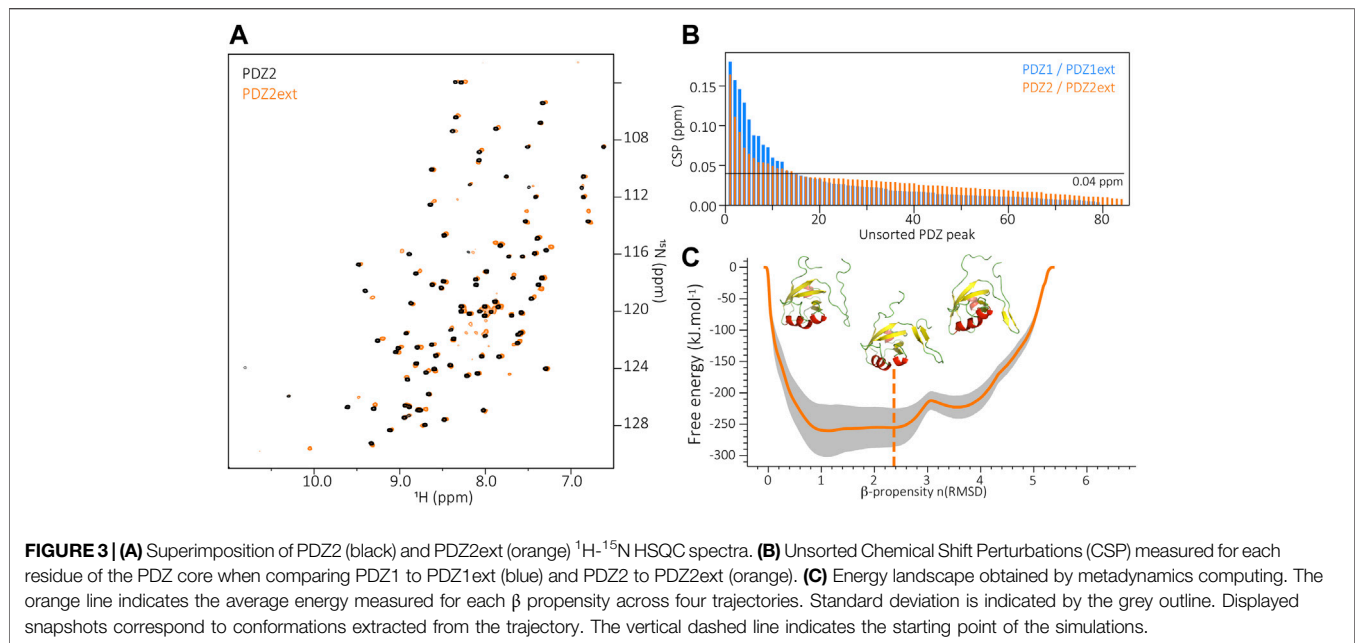 A
PDZ2
PDZ2ext
108
112
116
120
124
128
¹⁵N (ppm)
10.0 9.0 8.0 7.0
¹H (ppm)
B
PDZ1 / PDZ1ext
PDZ2 / PDZ2ext
CSP (ppm)
0.15
0.10
0.05
0.00
0.04 ppm
0 20 40 60 80
Unsorted PDZ peak
C
Free energy (kJ.mol⁻¹)
0
-50
-100
-150
-200
-250
-300
0 1 2 3 4 5 6
β-propensity n(RMSD)
FIGURE 3 | (A) Superimposition of PDZ2 (black) and PDZ2ext (orange) ¹H-¹⁵N HSQC spectra. (B) Unsorted Chemical Shift Perturbations (CSP) measured for each
residue of the PDZ core when comparing PDZ1 to PDZ1ext (blue) and PDZ2 to PDZ2ext (orange). (C) Energy landscape obtained by metadynamics computing. The
orange line indicates the average energy measured for each β propensity across four trajectories. Standard deviation is indicated by the grey outline. Displayed
snapshots correspond to conformations extracted from the trajectory. The vertical dashed line indicates the starting point of the simulations.